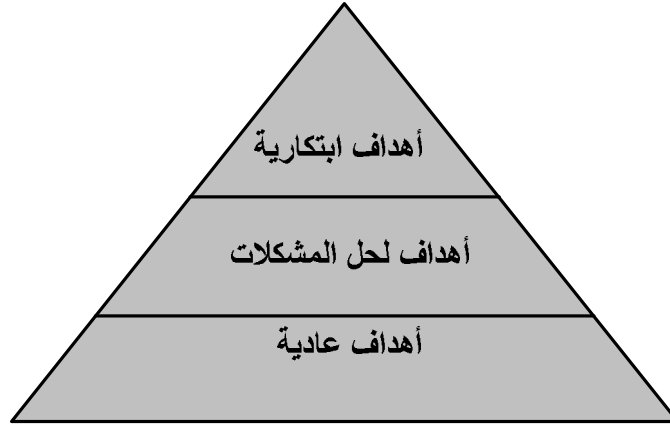 أهداف ابتكارية
أهداف لحل المشكلات
أهداف عادية